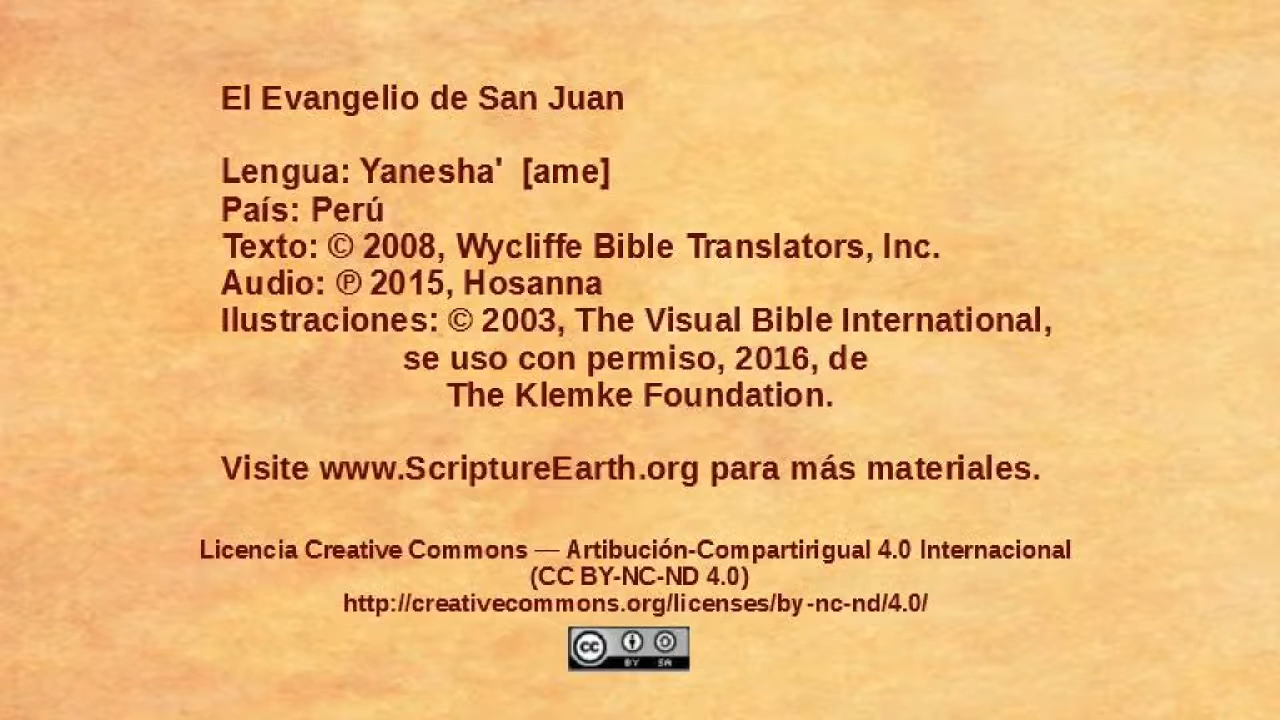 El Evangelio de San Juan
Lengua: Yanesha' [ame]
País: Perú
Texto: © 2008, Wycliffe Bible Translators, Inc.
Audio: ℗ 2015, Hosanna
Ilustraciones: © 2003, The Visual Bible International,
se uso con permiso, 2016, de
The Klemke Foundation.
Visite www.ScriptureEarth.org para más materiales.
Licencia Creative Commons — Artibución-Compartirigual 4.0 Internacional
(CC BY-NC-ND 4.0)
http://creativecommons.org/licenses/by-nc-nd/4.0/
cc BY SA